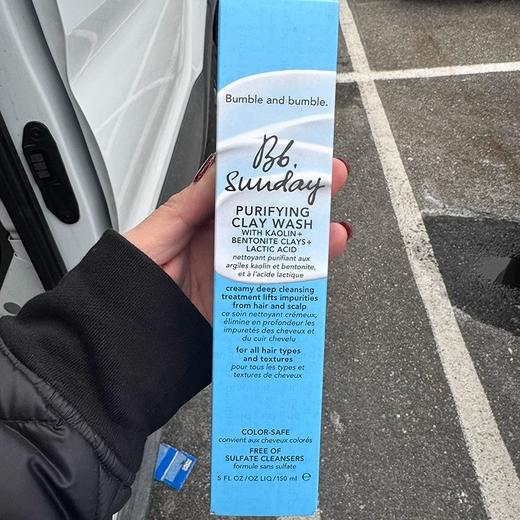 Bumble and bumble.
Bb.
Sunday
PURIFYING
CLAY WASH
WITH KAOLIN+
BENTONITE CLAYS+
LACTIC ACID
nettoyant purifiant aux
argiles kaolin et bentonite,
et à l'acide lactique
creamy deep cleansing
treatment lifts impurities
from hair and scalp
ce soin nettoyant crémeux,
élimine en profondeur les
impuretés des cheveux et
du cuir chevelu
for all hair types
and textures
pour tous les types et
textures de cheveux
COLOR-SAFE
convient aux cheveux colorés
FREE OF
SULFATE CLEANSERS
formule sans sulfate
5 FL OZ/OZ LIQ/150 ml ℮